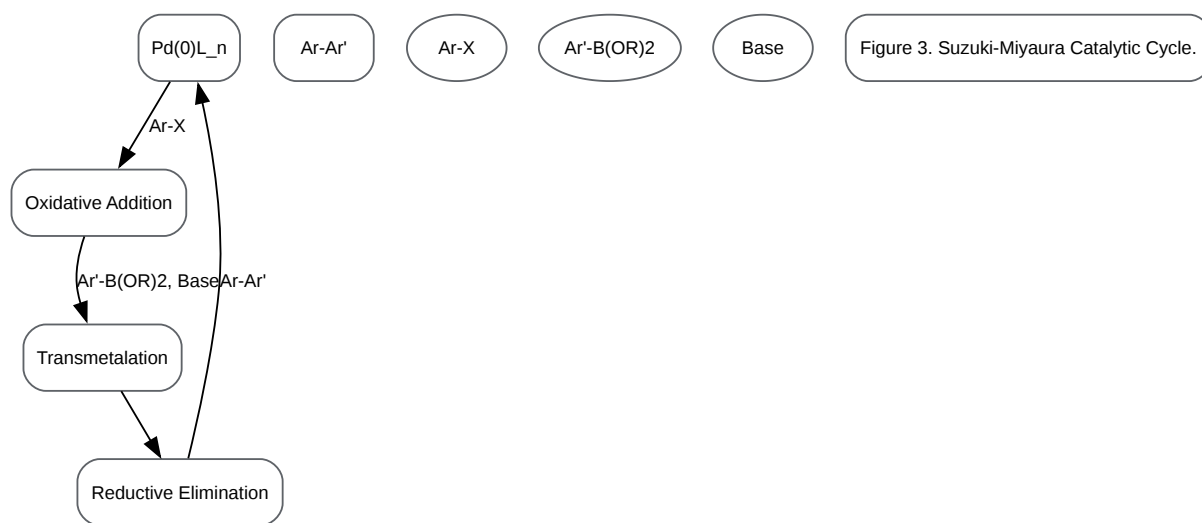 Pd(0)L_n
Ar-Ar'
Ar-X
Ar'-B(OR)2
Base
Figure 3. Suzuki-Miyaura Catalytic Cycle.
Ar-X
Oxidative Addition
Ar'-B(OR)2, Base
Ar-Ar'
Transmetalation
Reductive Elimination